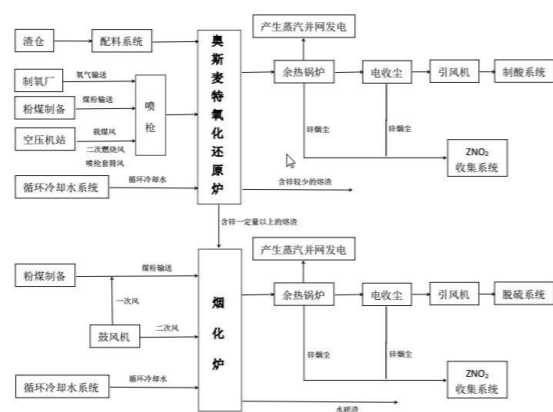 产生蒸汽并网发电
渣仓
配料系统
奥斯麦特氧化还原炉
余热锅炉
电收尘
引风机
制酸系统
制氧厂
氧气输送
喷枪
粉煤制备
煤粉输送
空压机站
载煤风
二次燃烧风
喷枪套筒风
锌烟尘
锌烟尘
ZNO₂
收集系统
循环冷却水系统
循环冷却水
含锌较少的熔渣
含锌一定量以上的熔渣
产生蒸汽并网发电
粉煤制备
煤粉输送
烟化炉
余热锅炉
电收尘
引风机
脱硫系统
一次风
鼓风机
二次风
锌烟尘
锌烟尘
ZNO₂
收集系统
循环冷却水系统
循环冷却水
水碎渣